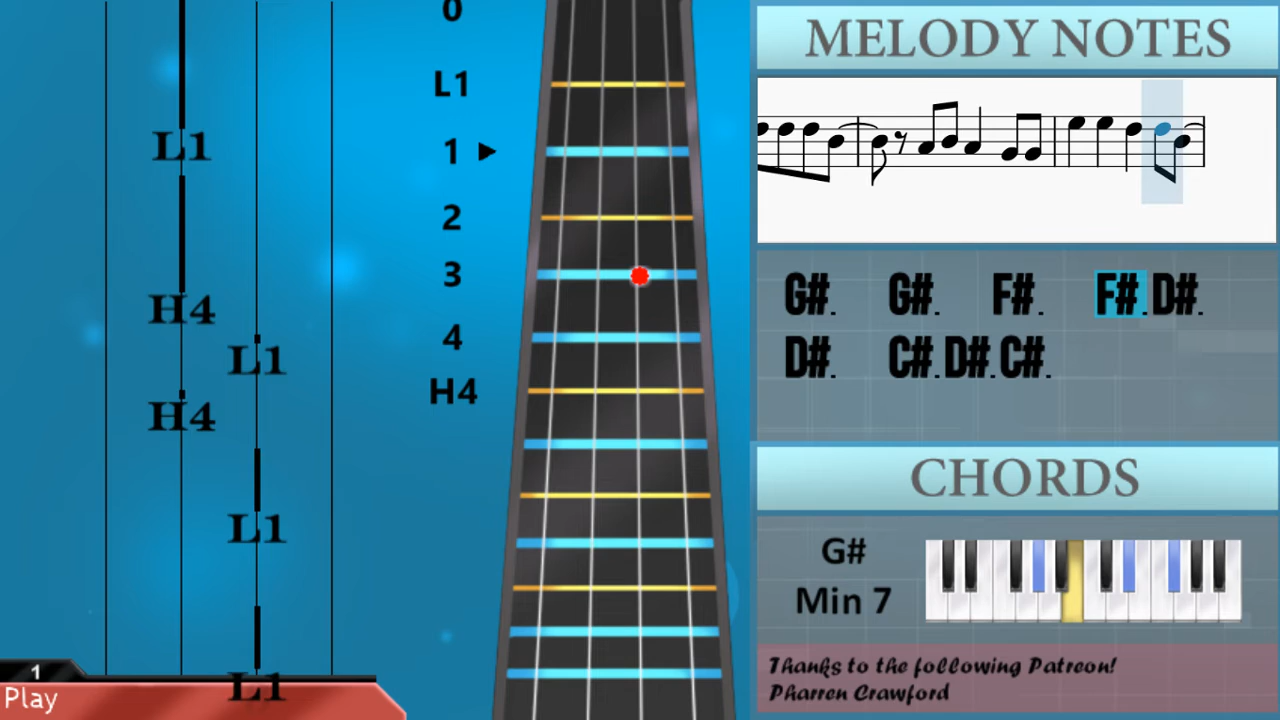 0
L1
1
2
3
4
H4
L1
H4
L1
H4
L1
L1
1
Play
MELODY NOTES
G#. G#. F#. F#. D#.
D#. C#. D#. C#.
CHORDS
G#
Min 7
Thanks to the following Patreon!
Pharren Crawford